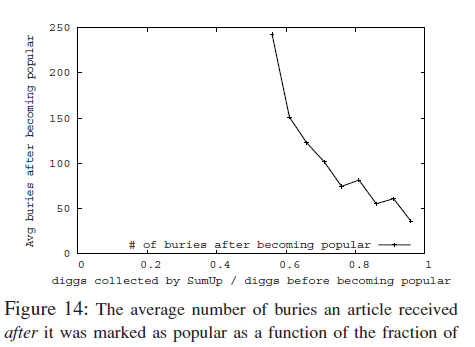 250
200
150
100
50
0
Avg buries after becoming popular
# of buries after becoming popular
0 0.2 0.4 0.6 0.8 1
diggs collected by SumUp / diggs before becoming popular
Figure 14: The average number of buries an article received
after it was marked as popular as a function of the fraction of